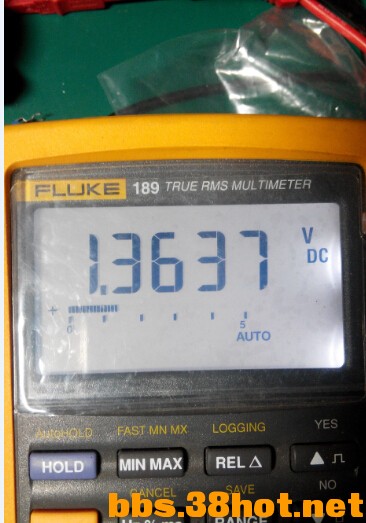 FLUKE 189 TRUE RMS MULTIMETER
1.3637 V DC
+
0 5
AUTO
AUTOHOLD FAST MN MX LOGGING YES
HOLD MIN MAX REL Δ ▲
CANCEL SAVE NO
RANGE
bbs.38hot.net